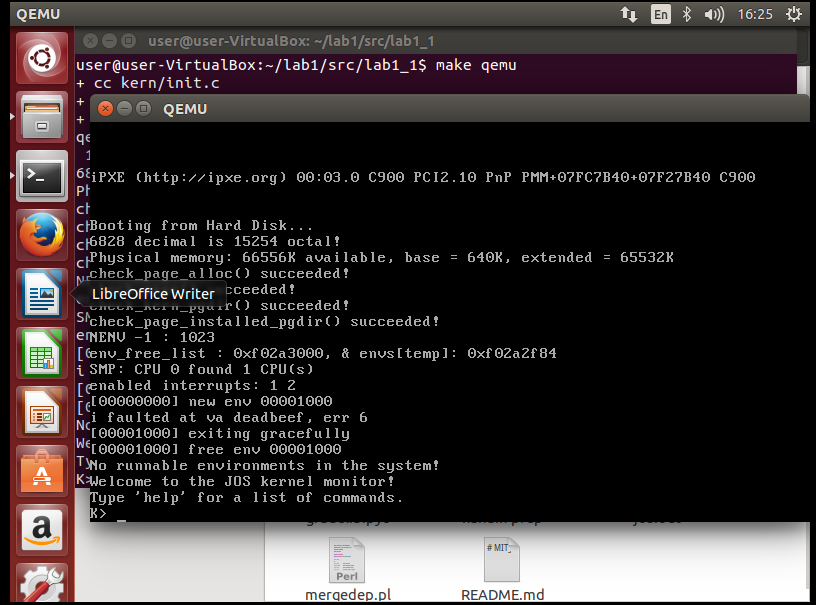 QEMU
En
16:25
user@user-VirtualBox: ~/lab1/src/lab1_1
user@user-VirtualBox:~/lab1/src/lab1_1$ make qemu
+ cc kern/init.c
+
+
QEMU
iPXE (http://ipxe.org) 00:03.0 C900 PCI2.10 PnP PMM+07FC7B40+07F27B40 C900
Booting from Hard Disk...
6828 decimal is 15254 octal!
Physical memory: 66556K available, base = 640K, extended = 65532K
check_page_alloc() succeeded!
LibreOffice Writer
cceeded!
check_kern_pgdir() succeeded!
check_page_installed_pgdir() succeeded!
NENV -1 : 1023
env_free_list : 0xf02a3000, & envs[temp]: 0xf02a2f84
SMP: CPU 0 found 1 CPU(s)
enabled interrupts: 1 2
[00000000] new env 00001000
i faulted at va deadbeef, err 6
[00001000] exiting gracefully
[00001000] free env 00001000
No runnable environments in the system!
Welcome to the JOS kernel monitor!
Type 'help' for a list of commands.
K>
Perl
# MIT
mergedep.pl
README.md